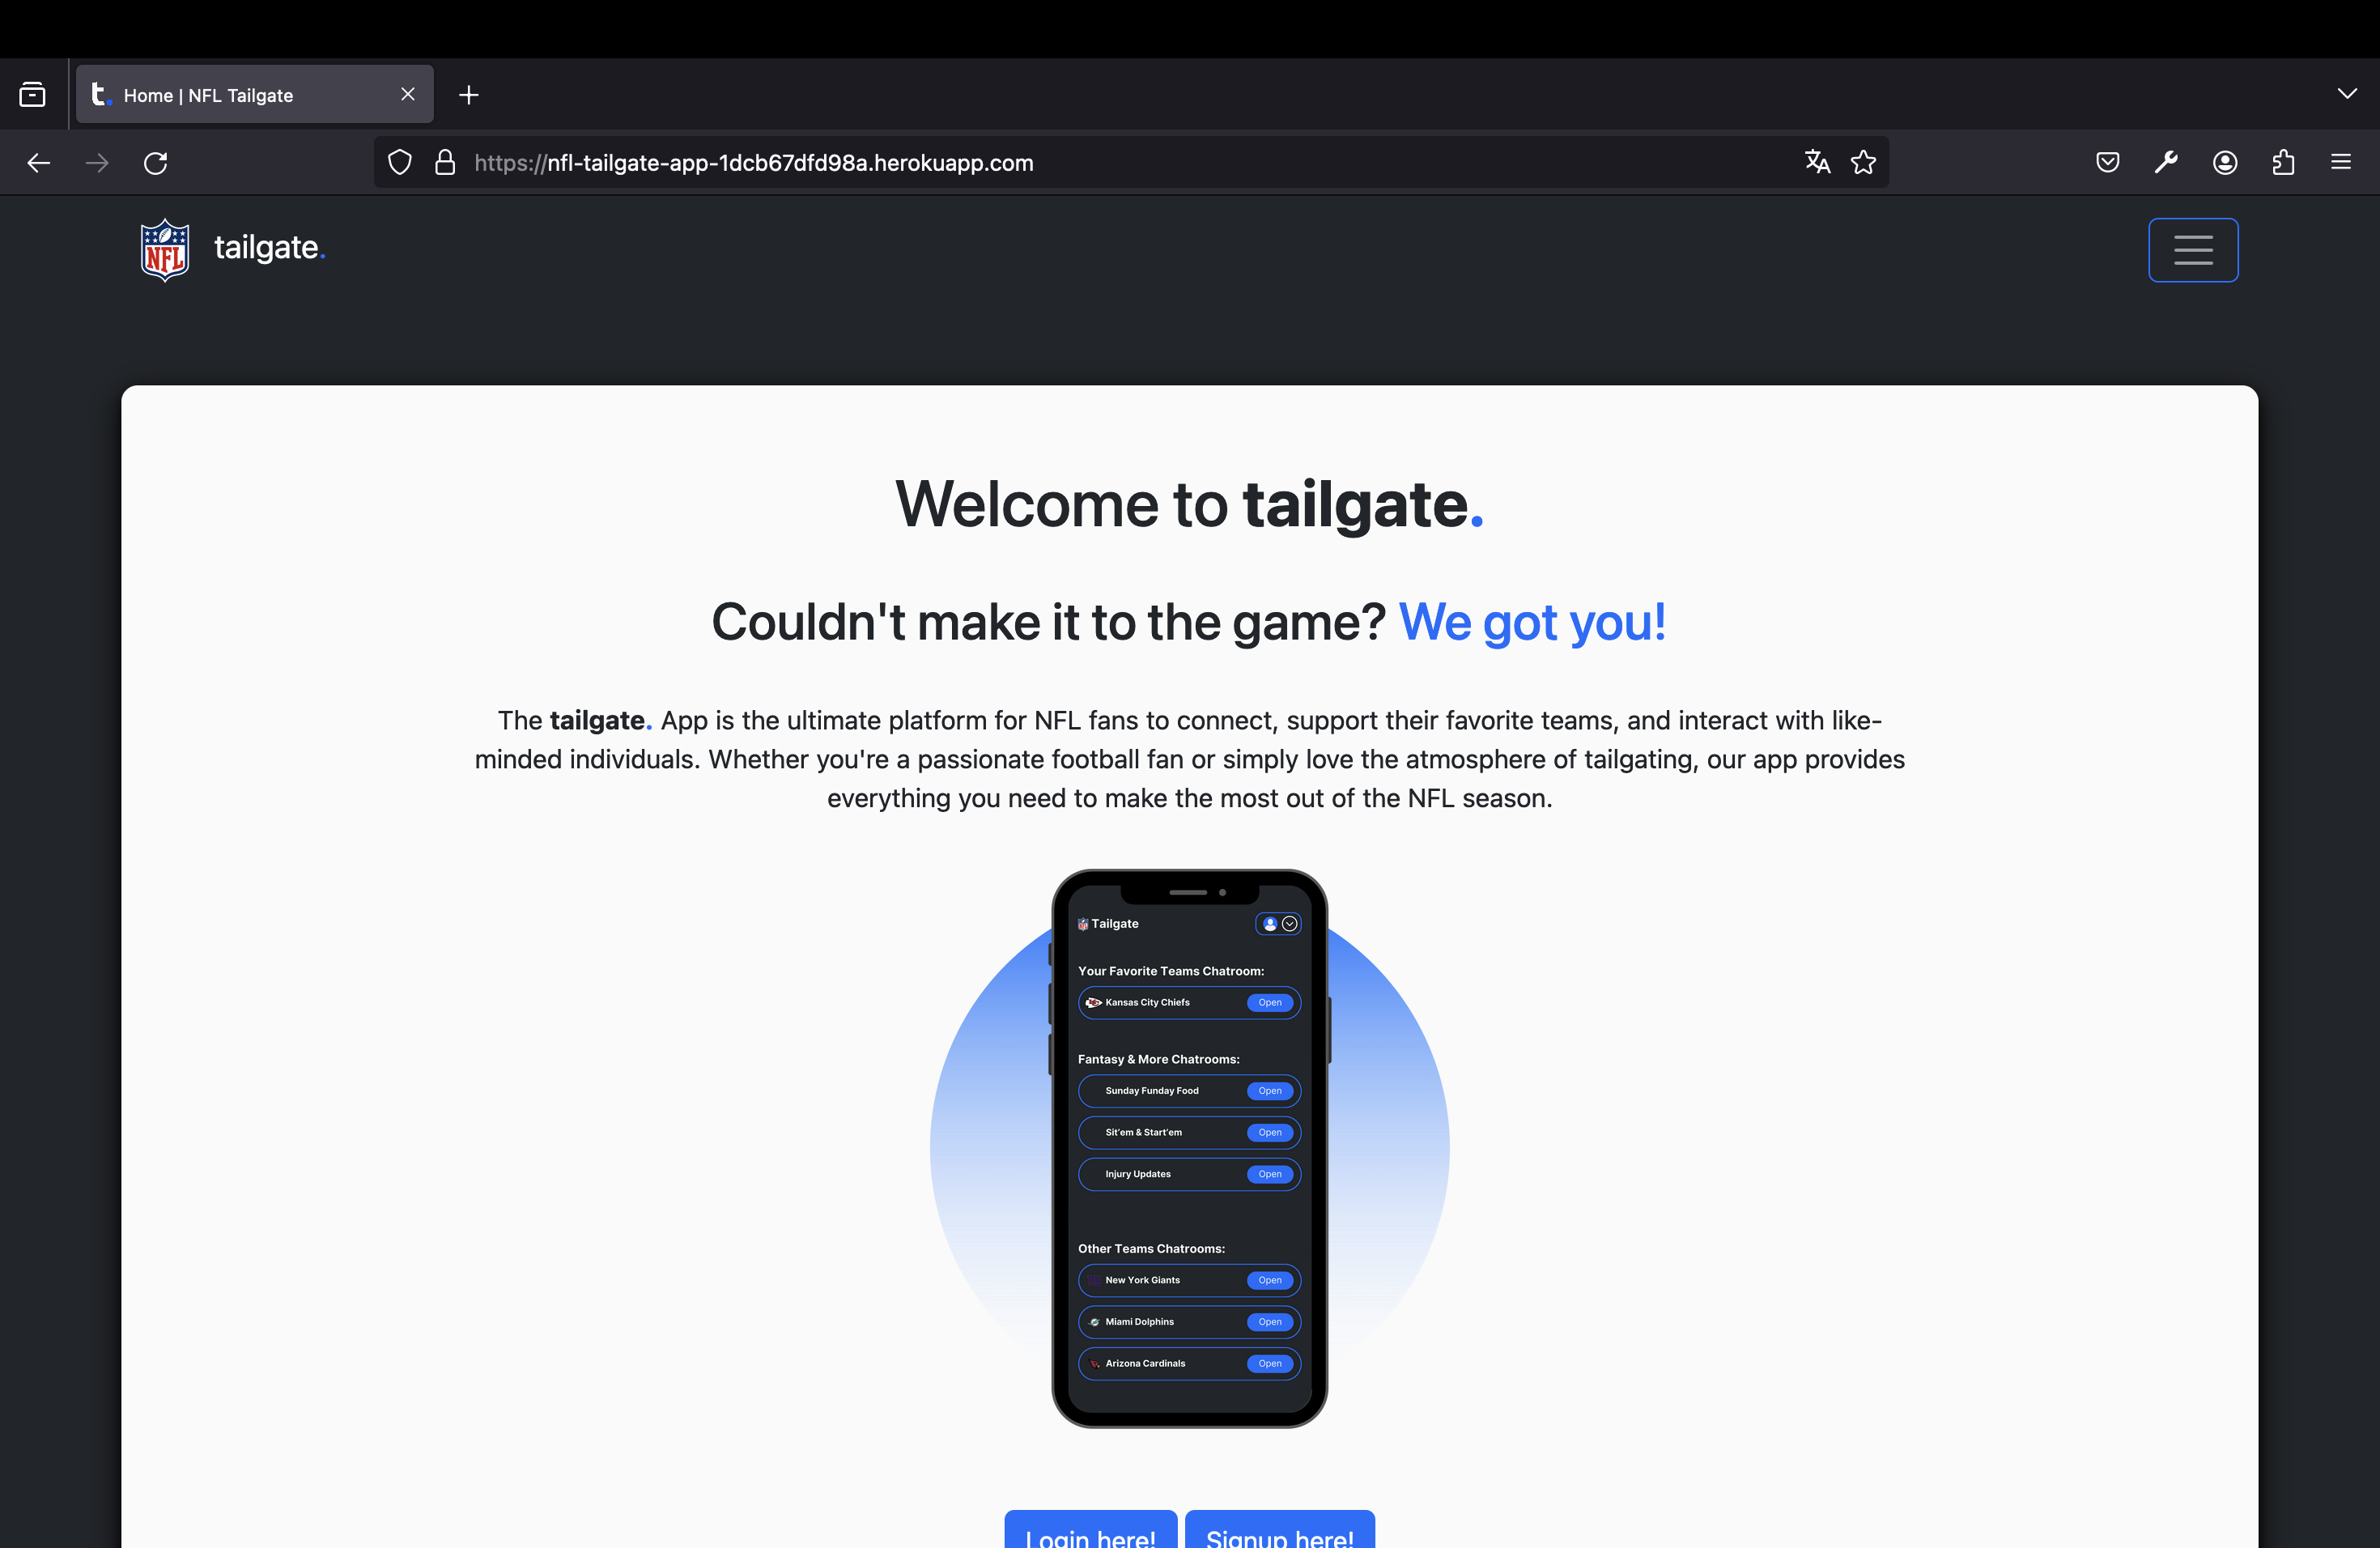 Home | NFL Tailgate
https://nfl-tailgate-app-1dcb67dfd98a.herokuapp.com
NFL
tailgate.
Welcome to tailgate.
Couldn't make it to the game? We got you!
The tailgate. App is the ultimate platform for NFL fans to connect, support their favorite teams, and interact with like-
minded individuals. Whether you're a passionate football fan or simply love the atmosphere of tailgating, our app provides
everything you need to make the most out of the NFL season.
Tailgate
Your Favorite Teams Chatroom:
Kansas City Chiefs Open
Fantasy & More Chatrooms:
Sunday Funday Food Open
Sit'em & Start'em Open
Injury Updates Open
Other Teams Chatrooms:
New York Giants Open
Miami Dolphins Open
Arizona Cardinals Open
Login here! Signup here!